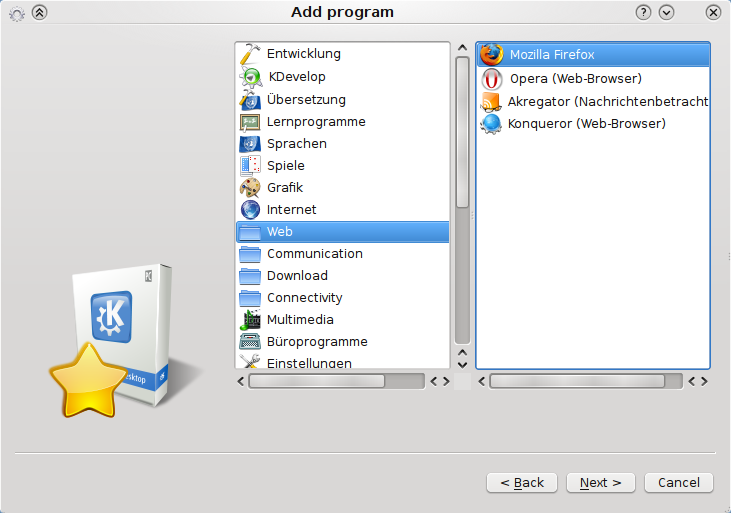 Add program
Entwicklung
KDevelop
Übersetzung
Lernprogramme
Sprachen
Spiele
Grafik
Internet
Web
Communication
Download
Connectivity
Multimedia
Büroprogramme
Einstellungen
Mozilla Firefox
Opera (Web-Browser)
Akregator (Nachrichtenbetracht
Konqueror (Web-Browser)
K
K
sktop
< Back
Next >
Cancel